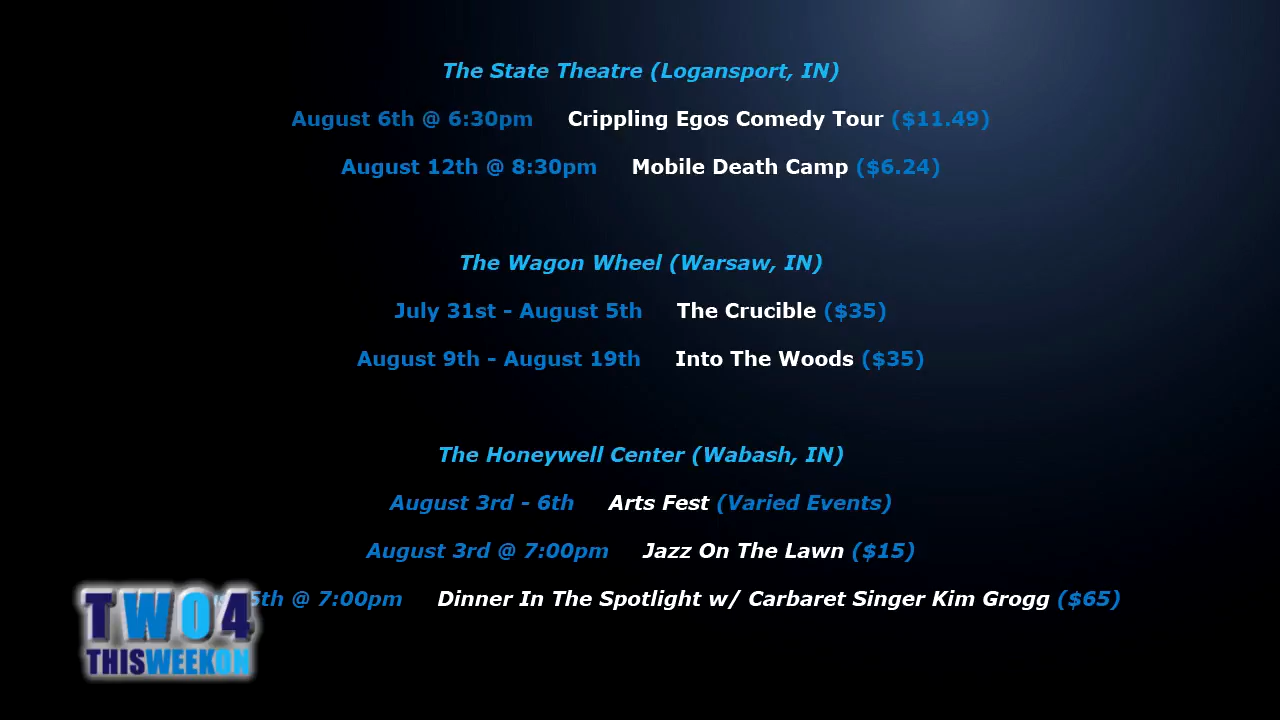 The State Theatre (Logansport, IN)
August 6th @ 6:30pm Crippling Egos Comedy Tour ($11.49)
August 12th @ 8:30pm Mobile Death Camp ($6.24)
The Wagon Wheel (Warsaw, IN)
July 31st - August 5th The Crucible ($35)
August 9th - August 19th Into The Woods ($35)
The Honeywell Center (Wabash, IN)
August 3rd - 6th Arts Fest (Varied Events)
August 3rd @ 7:00pm Jazz On The Lawn ($15)
5th @ 7:00pm Dinner In The Spotlight w/ Carbaret Singer Kim Grogg ($65)
TWO4
THISWEEKON